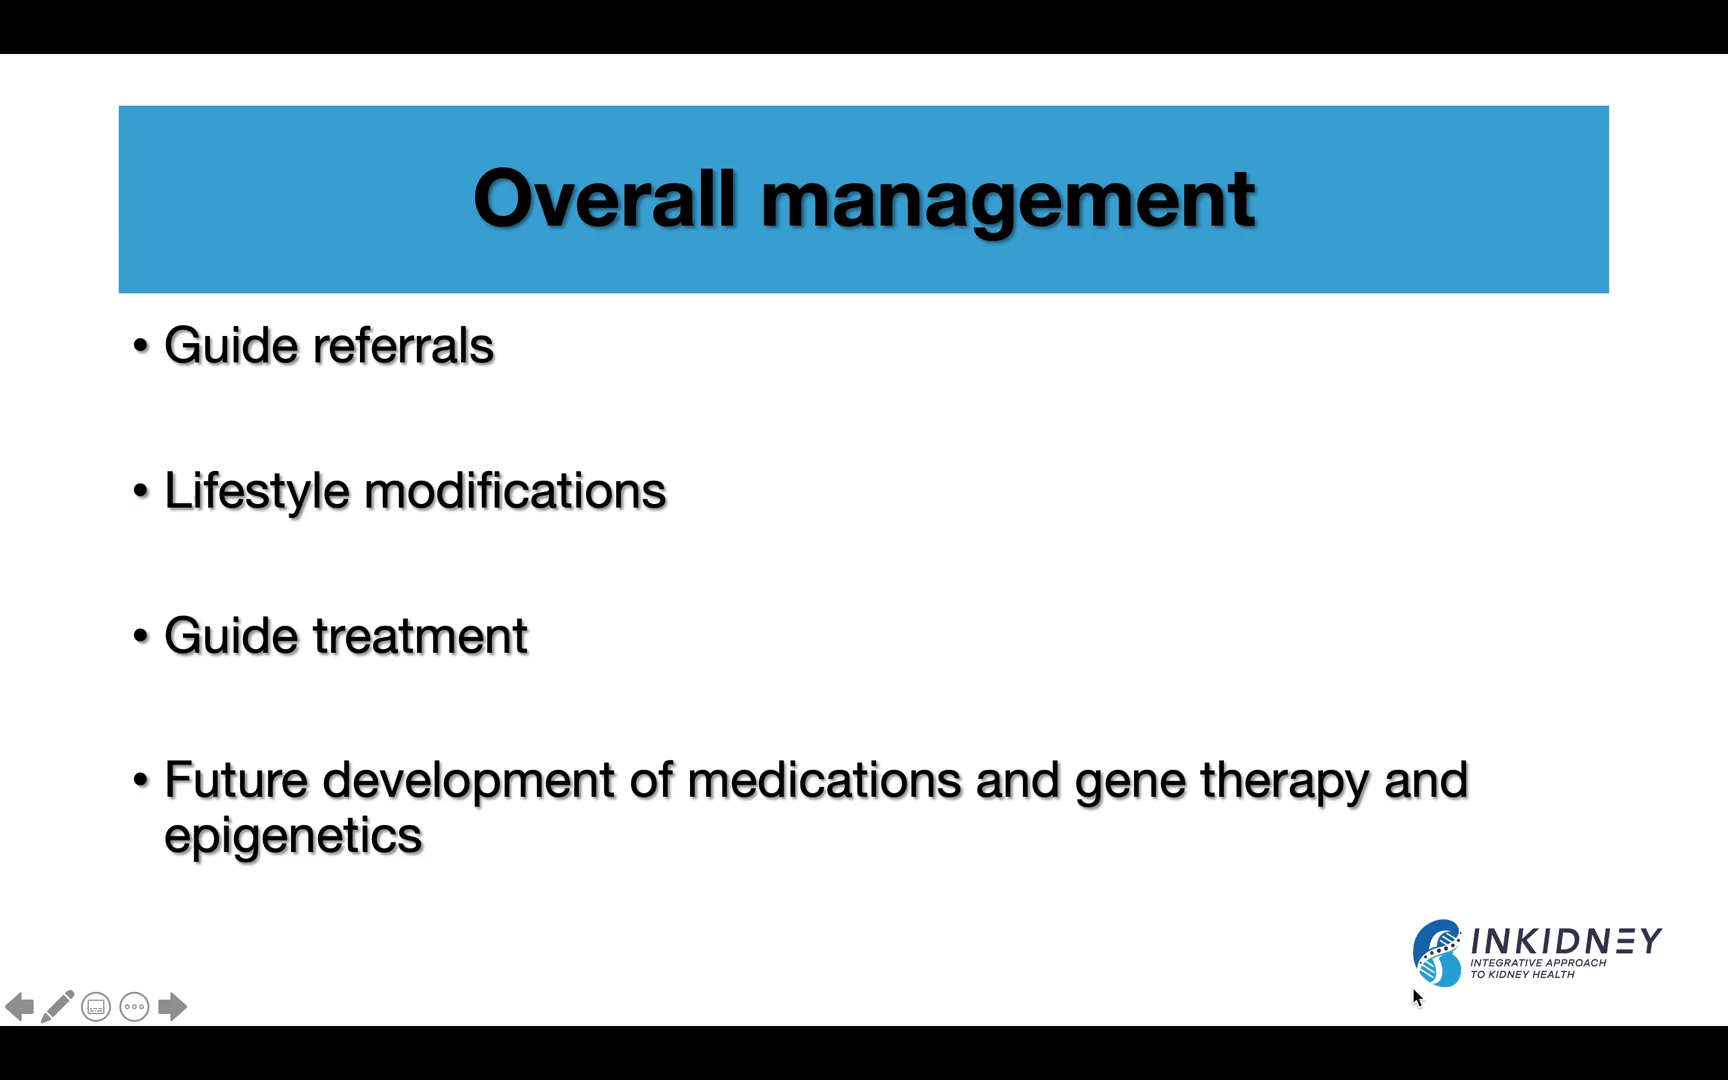 Overall management
• Guide referrals
• Lifestyle modifications
• Guide treatment
• Future development of medications and gene therapy and
epigenetics
INKIDNEY
INTEGRATIVE APPROACH
TO KIDNEY HEALTH